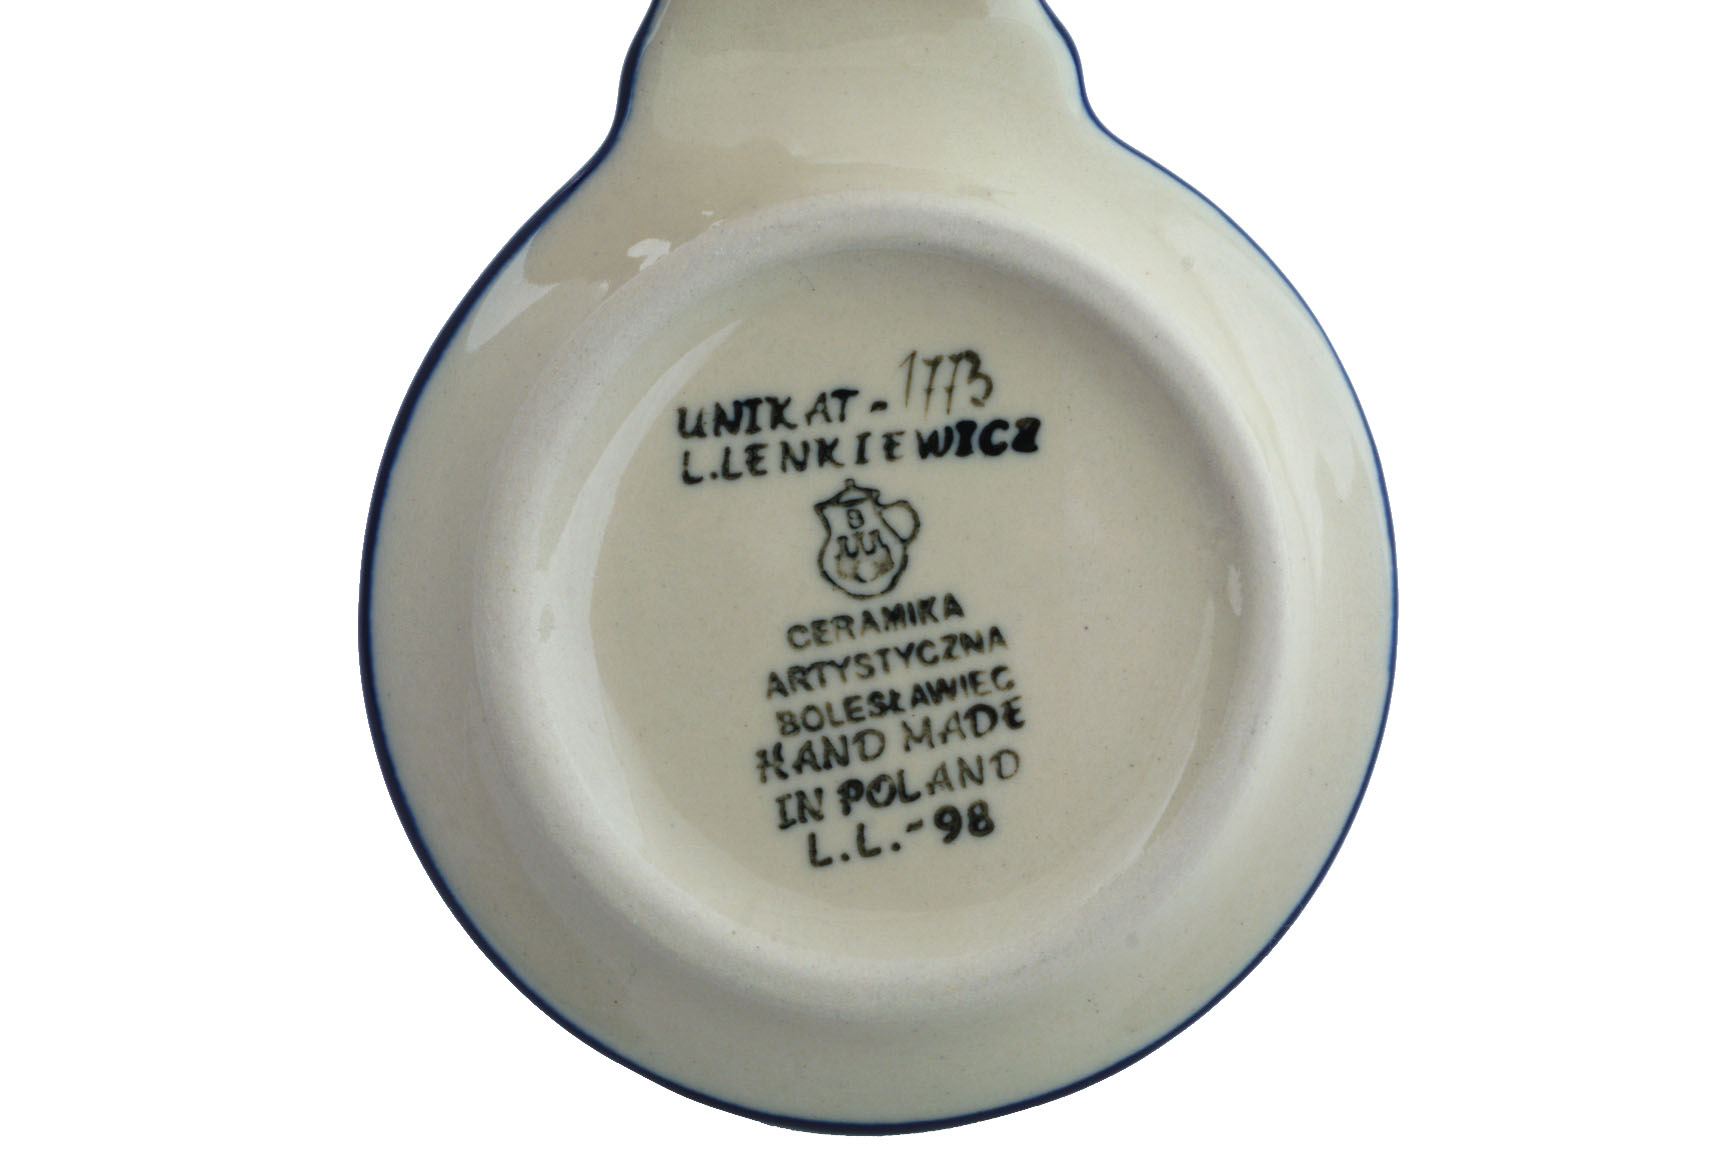 UNIKAT - 1773
L.LENKIEWICZ
B
CERAMIKA
ARTYSTYCZNA
BOLESŁAWIEC
HAND MADE
IN POLAND
L.L.-98